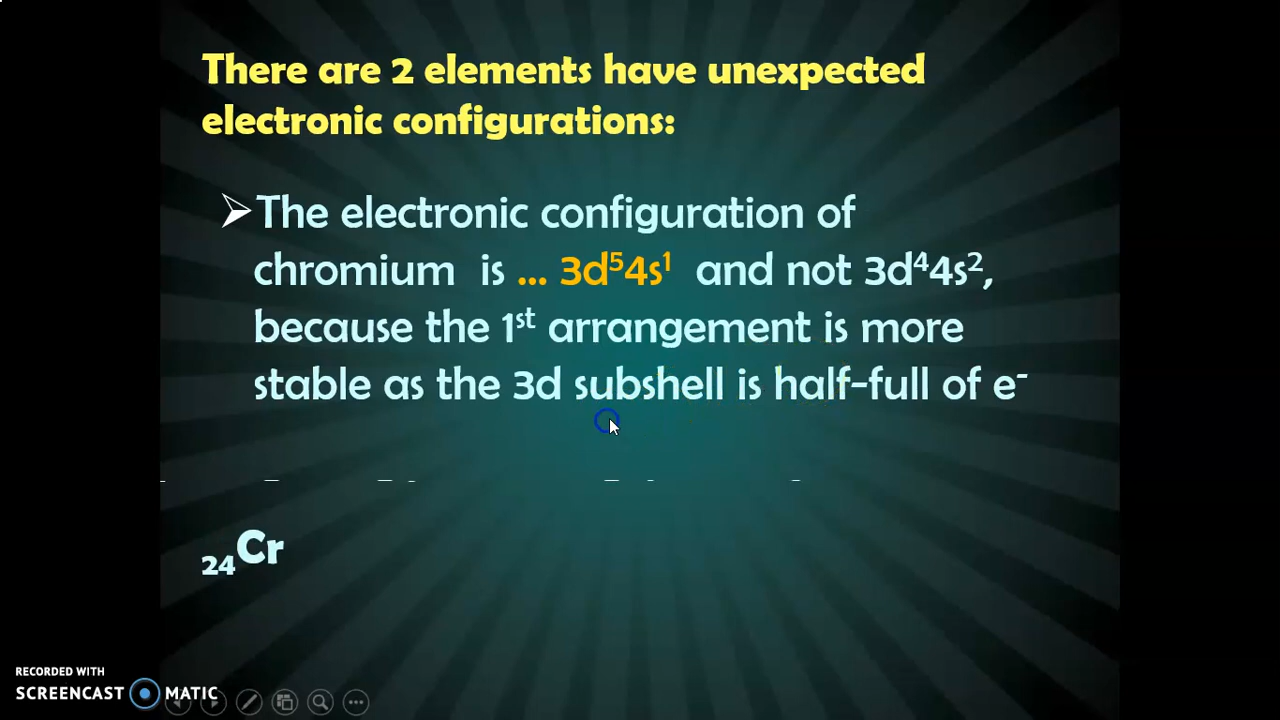 There are 2 elements have unexpected
electronic configurations:
➢The electronic configuration of
chromium is ... 3d⁵4s¹ and not 3d⁴4s²,
because the 1ˢᵗ arrangement is more
stable as the 3d subshell is half-full of e⁻
₂₄Cr
RECORDED WITH
SCREENCAST MATIC